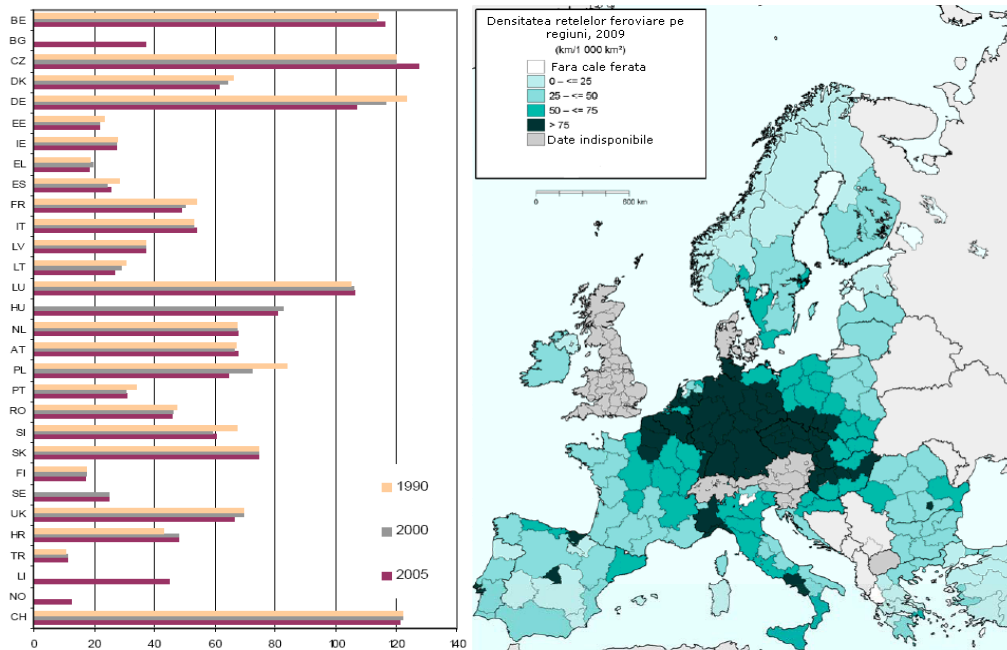 BE
BG
CZ
DK
DE
EE
IE
EL
ES
FR
IT
LV
LT
LU
HU
NL
AT
PL
PT
RO
SI
SK
FI
SE
UK
HR
TR
LI
NO
CH
0
20
40
60
80
100
120
140
1990
2000
2005
Densitatea retelelor feroviare pe
regiuni, 2009
(km/1 000 km²)
Fara cale ferata
0 – <= 25
25 – <= 50
50 – <= 75
> 75
Date indisponibile
0
600 km